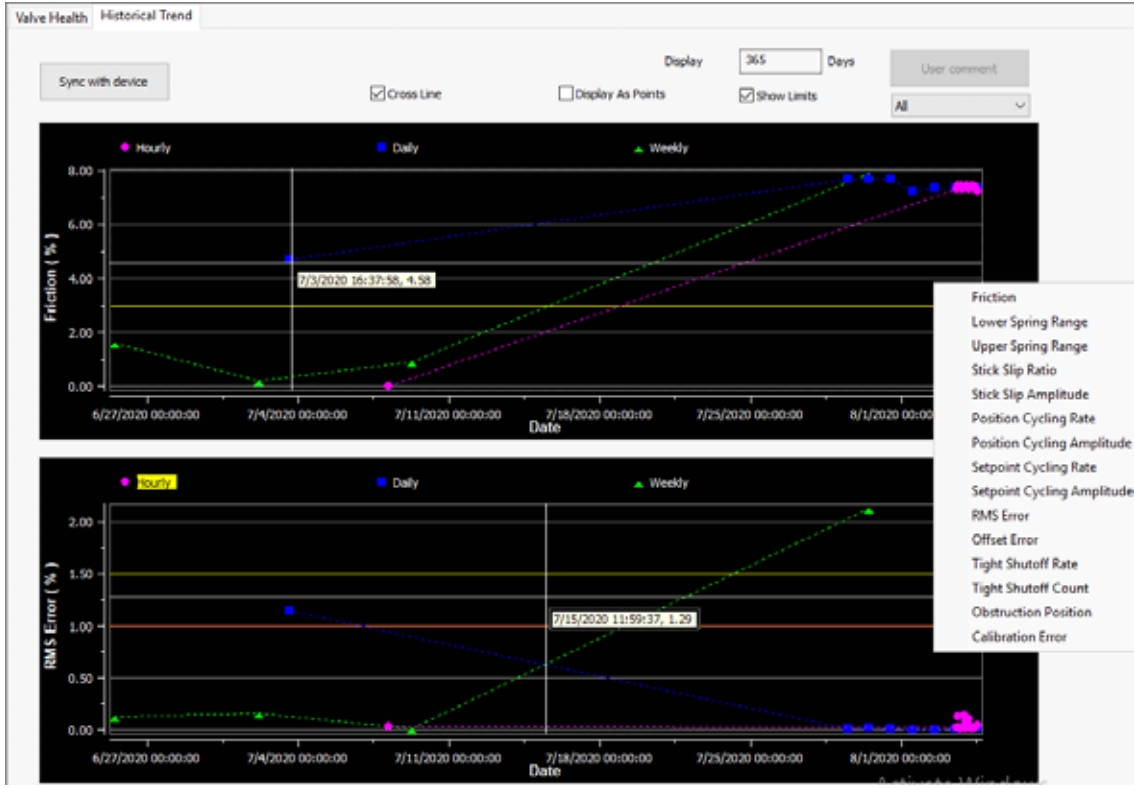 Valve Health Historical Trend
Display 365 Days
User comment
Sync with device
Cross Line Display As Points Show Limits
All
Hourly Daily Weekly
8.00
6.00
4.00
2.00
0.00
Friction ( % )
7/3/2020 16:37:58, 4.58
6/27/2020 00:00:00 7/4/2020 00:00:00 7/11/2020 00:00:00 7/18/2020 00:00:00 7/25/2020 00:00:00 8/1/2020 00:00
Date
Friction
Lower Spring Range
Upper Spring Range
Stick Slip Ratio
Stick Slip Amplitude
Position Cycling Rate
Position Cycling Amplitude
Setpoint Cycling Rate
Setpoint Cycling Amplitude
RMS Error
Offset Error
Tight Shutoff Rate
Tight Shutoff Count
Obstruction Position
Calibration Error
Hourly Daily Weekly
2.00
1.50
1.00
0.50
0.00
RMS Error ( % )
7/15/2020 11:59:37, 1.29
6/27/2020 00:00:00 7/4/2020 00:00:00 7/11/2020 00:00:00 7/18/2020 00:00:00 7/25/2020 00:00:00 8/1/2020 00:00:00
Date
Activate Windows